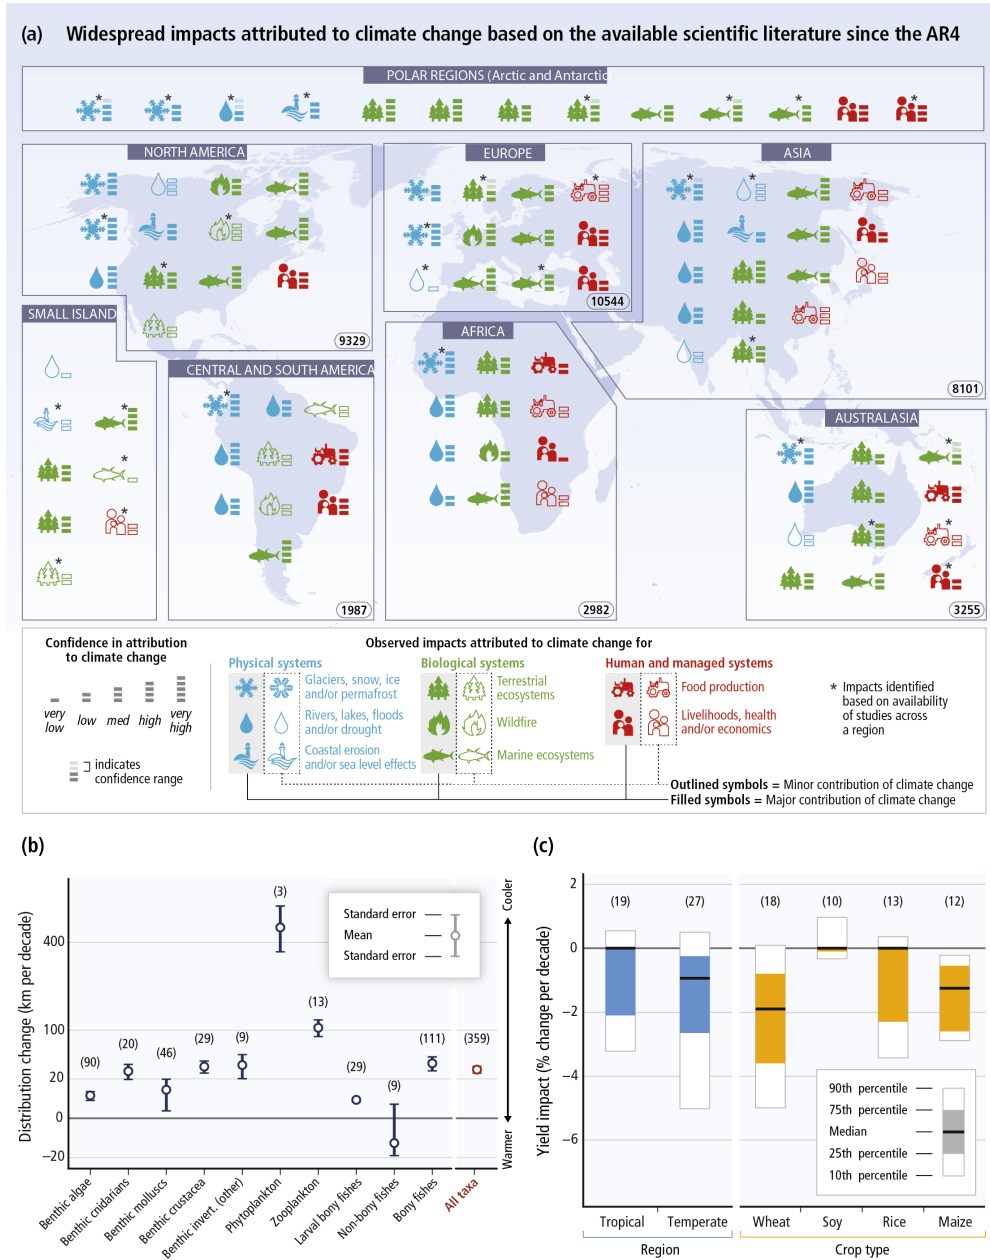 (a) Widespread impacts attributed to climate change based on the available scientific literature since the AR4
POLAR REGIONS (Arctic and Antarctic
* * * * * * * *
NORTH AMERICA
* * *
9329
EUROPE
* * * * *
10544
ASIA
* * *
8101
SMALL ISLAND
* * * * *
CENTRAL AND SOUTH AMERICA
*
1987
AFRICA
*
2982
AUSTRALASIA
* * * * *
3255
Confidence in attribution
to climate change
very
low
low
med
high
very
high
indicates
confidence range
Observed impacts attributed to climate change for
Physical systems
Glaciers, snow, ice
and/or permafrost
Rivers, lakes, floods
and/or drought
Coastal erosion
and/or sea level effects
Biological systems
Terrestrial
ecosystems
Wildfire
Marine ecosystems
Human and managed systems
Food production
Livelihoods, health
and/or economics
* Impacts identified
based on availability
of studies across
a region
Outlined symbols = Minor contribution of climate change
Filled symbols = Major contribution of climate change
(b)
Distribution change (km per decade)
400
100
20
0
−20
(90)
(20)
(46)
(29)
(9)
(3)
(13)
(29)
(9)
(111)
(359)
Standard error
Mean
Standard error
Cooler
Warmer
Benthic algae
Benthic cnidarians
Benthic molluscs
Benthic crustacea
Benthic invert. (other)
Phytoplankton
Zooplankton
Larval bony fishes
Non-bony fishes
Bony fishes
All taxa
(c)
Yield impact (% change per decade)
2
0
−2
−4
−6
(19)
(27)
(18)
(10)
(13)
(12)
90th percentile
75th percentile
Median
25th percentile
10th percentile
Tropical
Temperate
Wheat
Soy
Rice
Maize
Region
Crop type